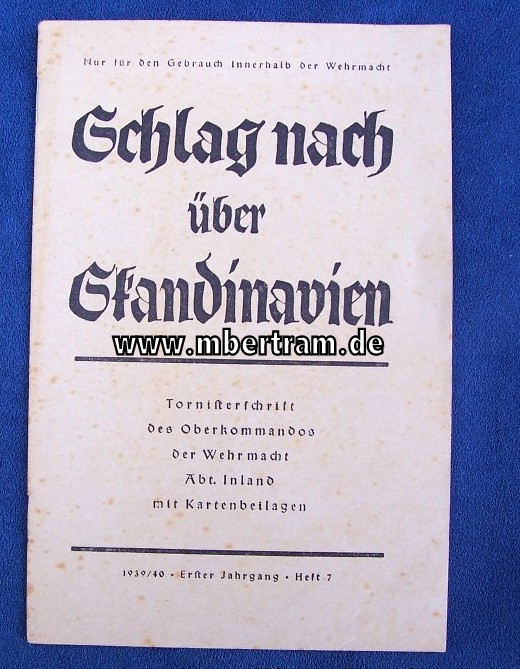 Nur für den Gebrauch innerhalb der Wehrmacht
Schlag nach
über
Skandinavien
www.mbertram.de
Tornisterschrift
des Oberkommandos
der Wehrmacht
Abt. Inland
mit Kartenbeilagen
1939/40 • Erster Jahrgang • Heft 7